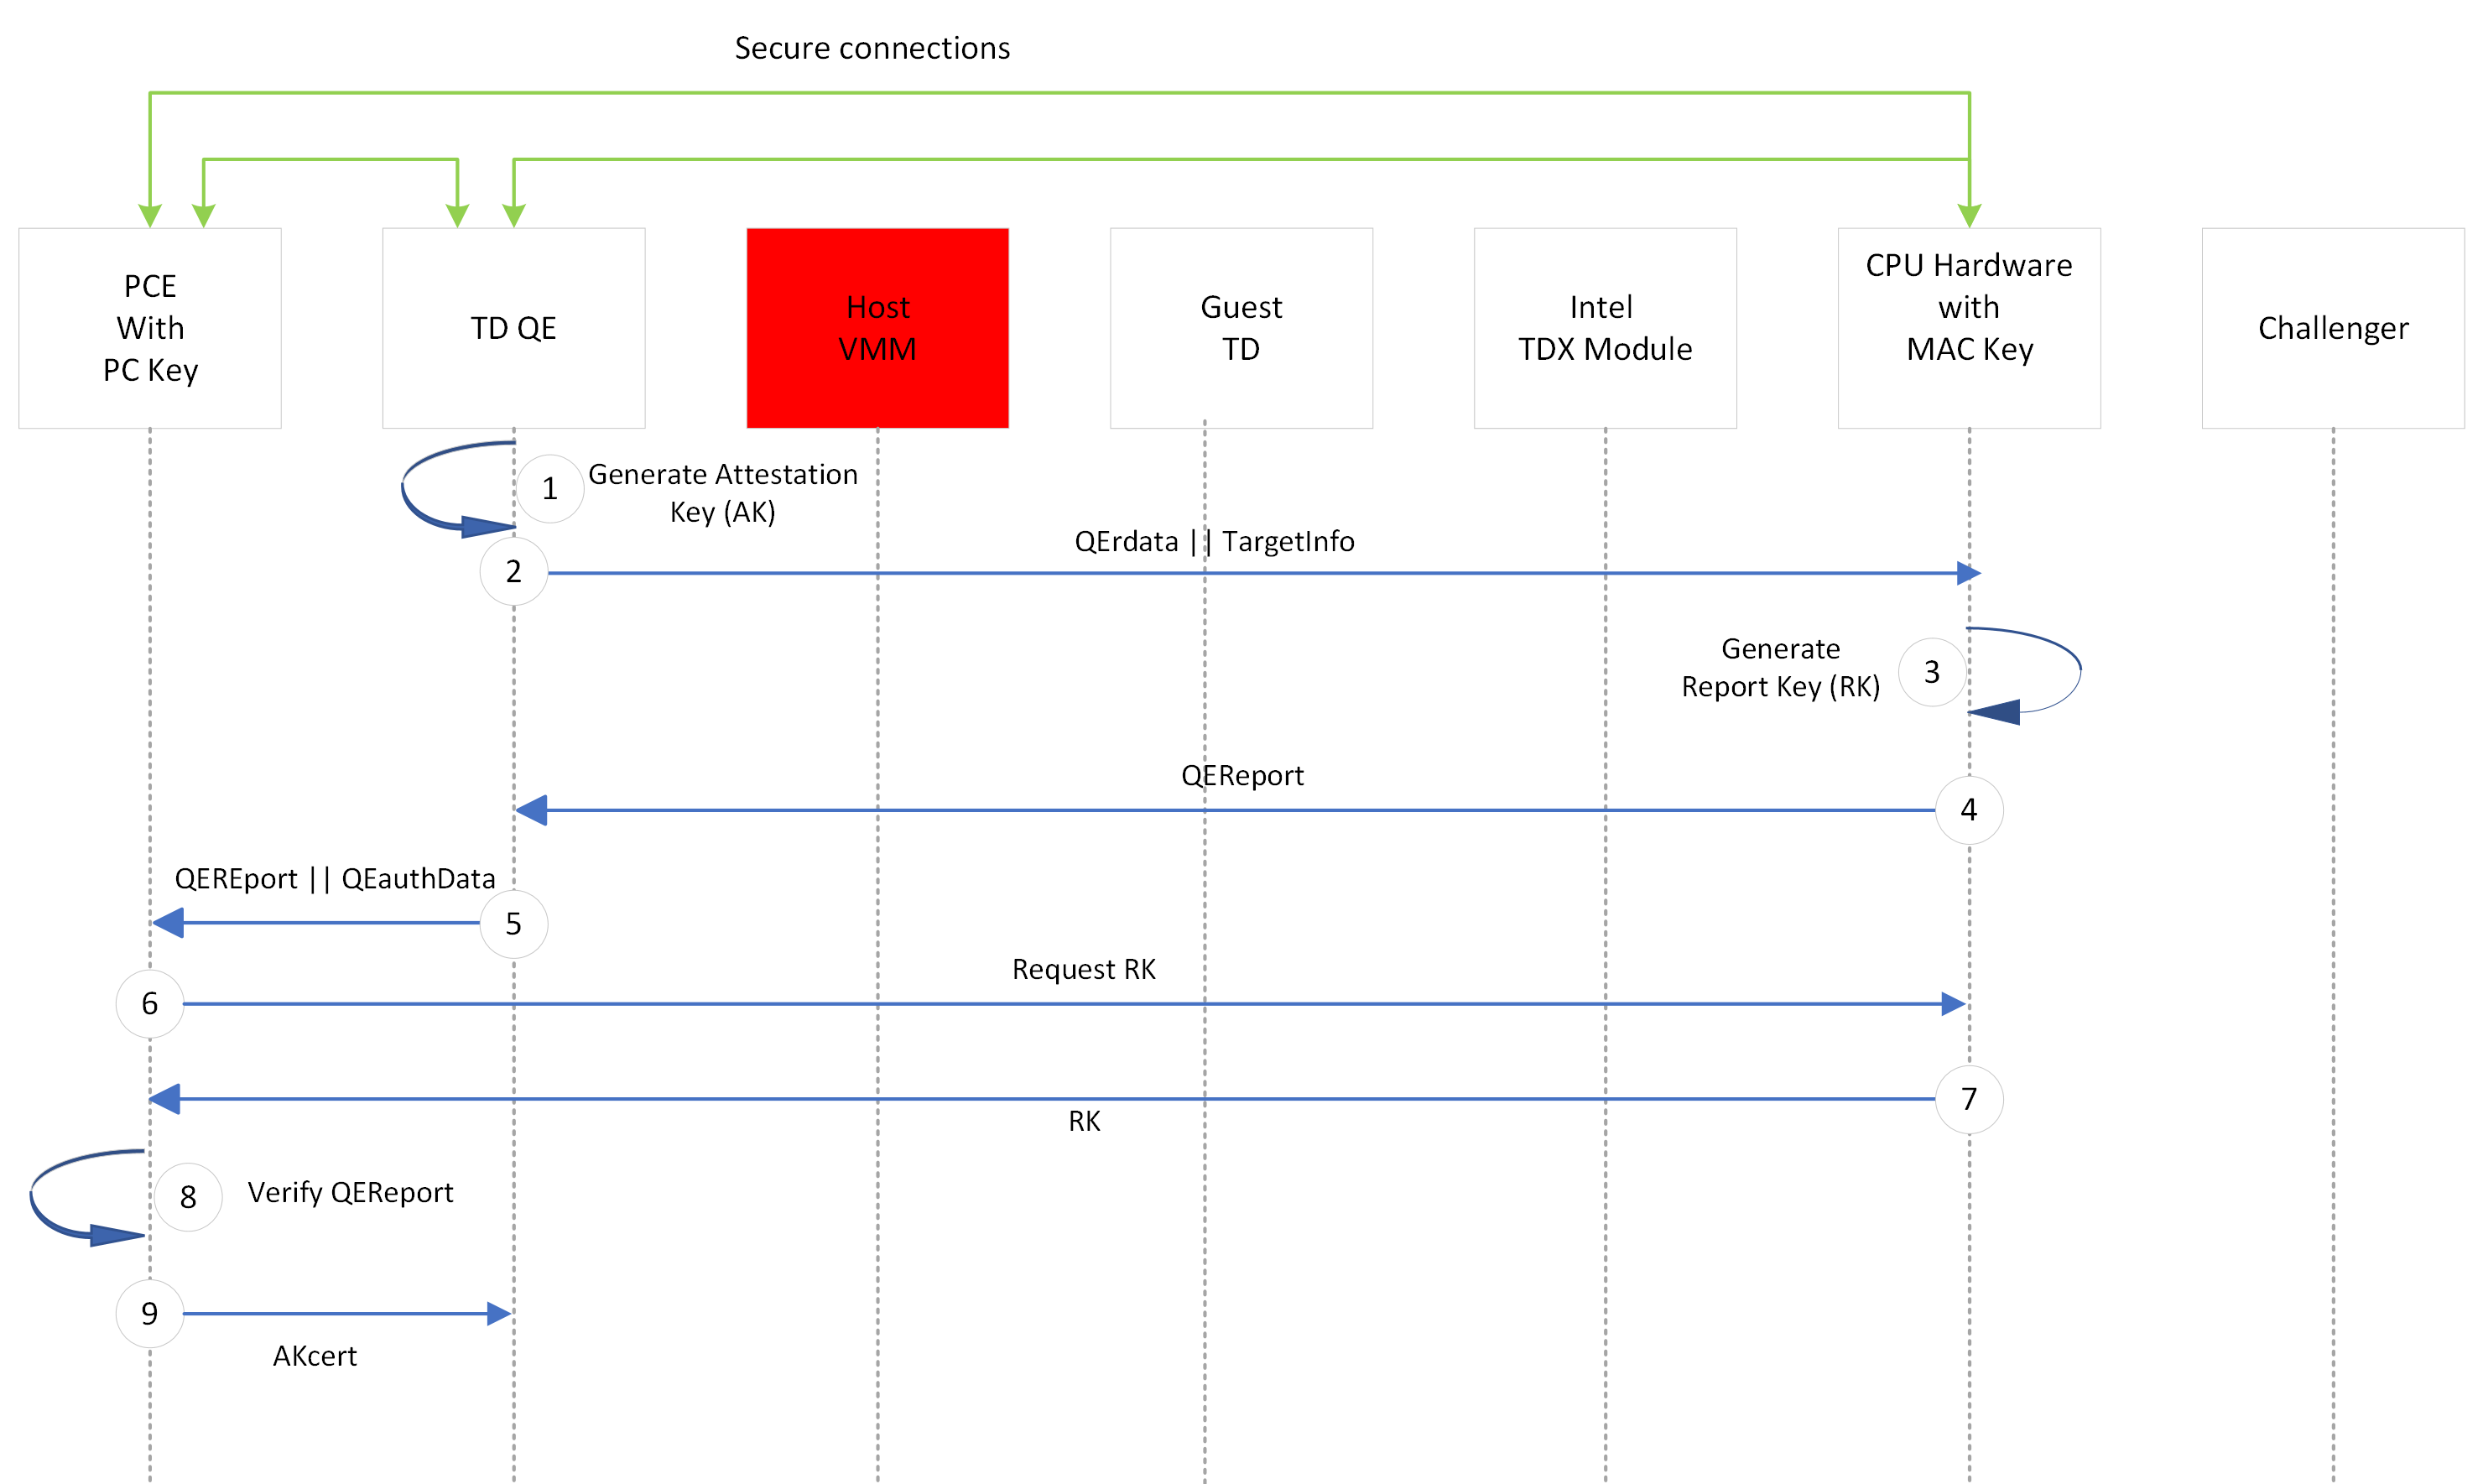 Secure connections
PCE
With
PC Key
TD QE
Host
VMM
Guest
TD
Intel
TDX Module
CPU Hardware
with
MAC Key
Challenger
1
Generate Attestation
Key (AK)
2
QErdata || TargetInfo
3
Generate
Report Key (RK)
QEReport
4
QEREport || QEauthData
5
6
Request RK
7
RK
8
Verify QEReport
9
AKcert